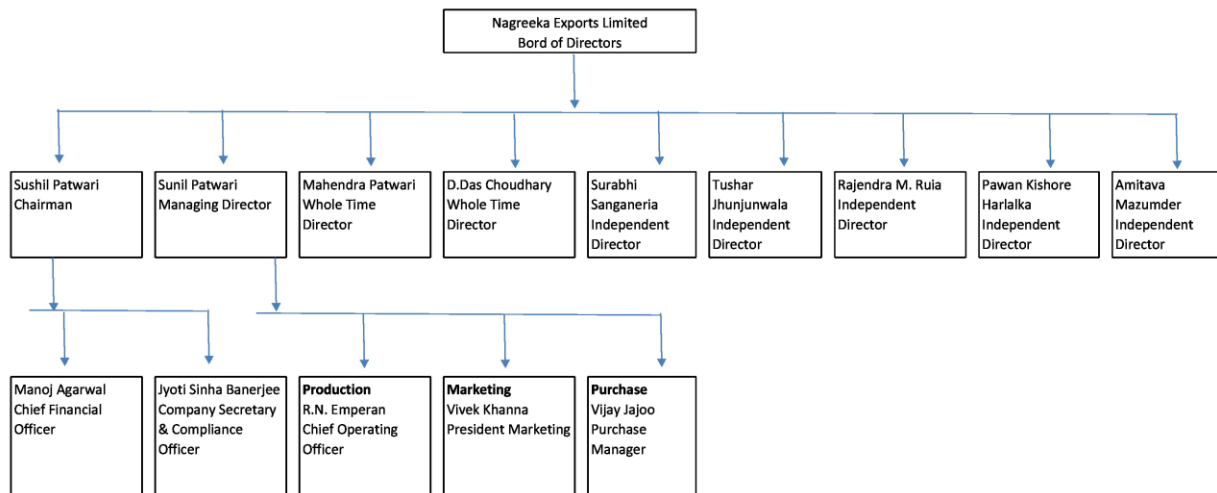 Nagreeka Exports Limited
Bord of Directors
Sushil Patwari
Chairman
Sunil Patwari
Managing Director
Mahendra Patwari
Whole Time
Director
D.Das Choudhary
Whole Time
Director
Surabhi
Sanganeria
Independent
Director
Tushar
Jhunjunwala
Independent
Director
Rajendra M. Ruia
Independent
Director
Pawan Kishore
Harlalka
Independent
Director
Amitava
Mazumder
Independent
Director
Manoj Agarwal
Chief Financial
Officer
Jyoti Sinha Banerjee
Company Secretary
& Compliance
Officer
Production
R.N. Emperan
Chief Operating
Officer
Marketing
Vivek Khanna
President Marketing
Purchase
Vijay Jajoo
Purchase
Manager